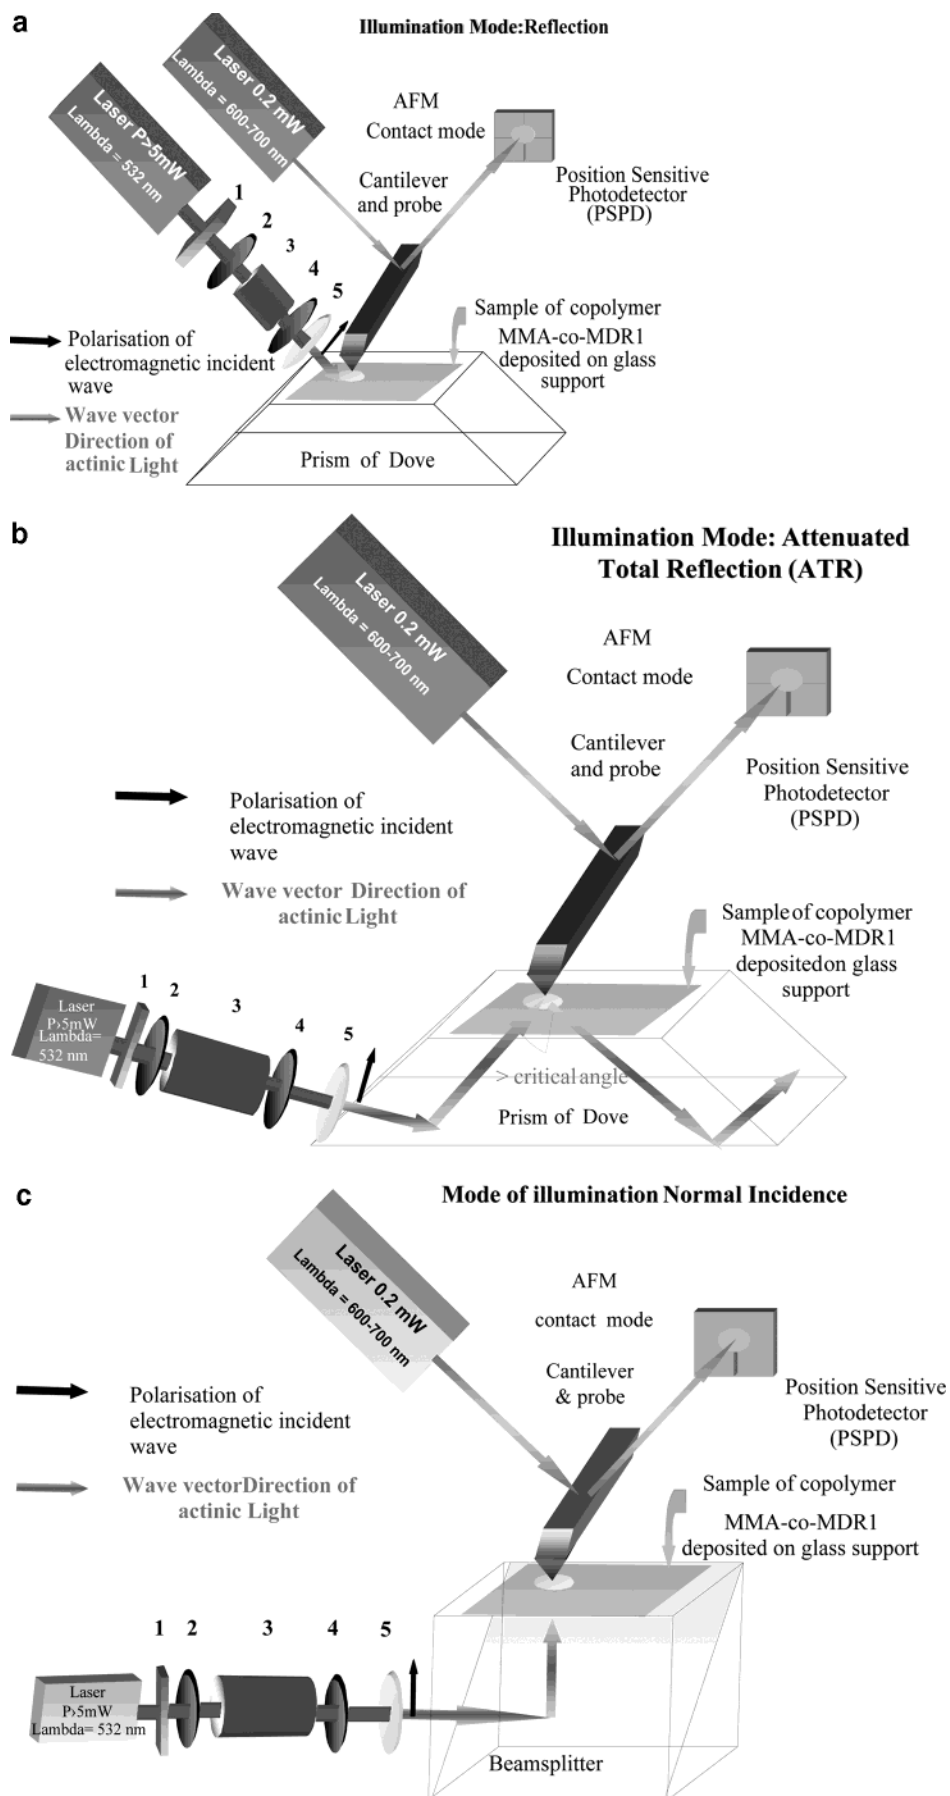 a
Illumination Mode:Reflection
Laser P>5mW
Lambda = 532 nm
Laser 0.2 mW
Lambda = 600-700 nm
AFM
Contact mode
Cantilever
and probe
Position Sensitive
Photodetector
(PSPD)
1
2
3
4
5
Sample of copolymer
MMA-co-MDR1
deposited on glass
support
Polarisation of
electromagnetic incident
wave
Wave vector
Direction of
actinic Light
Prism of Dove
b
Illumination Mode: Attenuated
Total Reflection (ATR)
Laser 0.2 mW
Lambda = 600-700 nm
AFM
Contact mode
Cantilever
and probe
Position Sensitive
Photodetector
(PSPD)
Polarisation of
electromagnetic incident
wave
Wave vector Direction of
actinic Light
Sample of copolymer
MMA-co-MDR1
deposited on glass
support
1
2
3
4
5
Laser
P>5mW
Lambda=
532 nm
> critical angle
Prism of Dove
c
Mode of illumination Normal Incidence
Laser 0.2 mW
Lambda = 600-700 nm
AFM
contact mode
Cantilever
& probe
Position Sensitive
Photodetector
(PSPD)
Polarisation of
electromagnetic incident
wave
Wave vector Direction of
actinic Light
Sample of copolymer
MMA-co-MDR1
deposited on glass support
1
2
3
4
5
Laser
P>5mW
Lambda= 532 nm
Beamsplitter